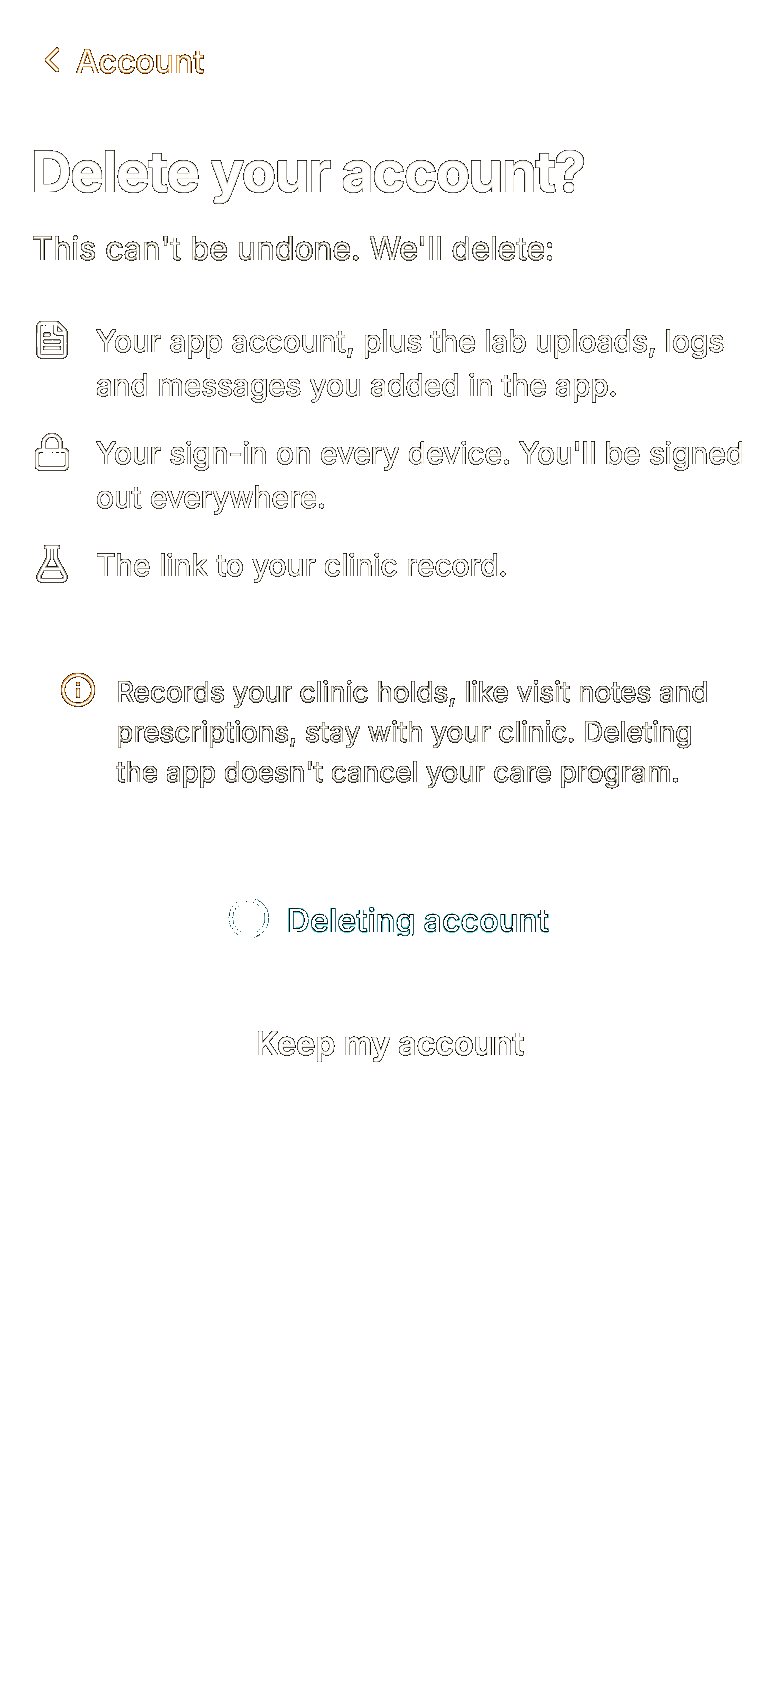 Account
Delete your account?
This can't be undone. We'll delete:
Your app account, plus the lab uploads, logs
and messages you added in the app.
Your sign-in on every device. You'll be signed
out everywhere.
The link to your clinic record.
Records your clinic holds, like visit notes and
prescriptions, stay with your clinic. Deleting
the app doesn't cancel your care program.
Deleting account
Keep my account